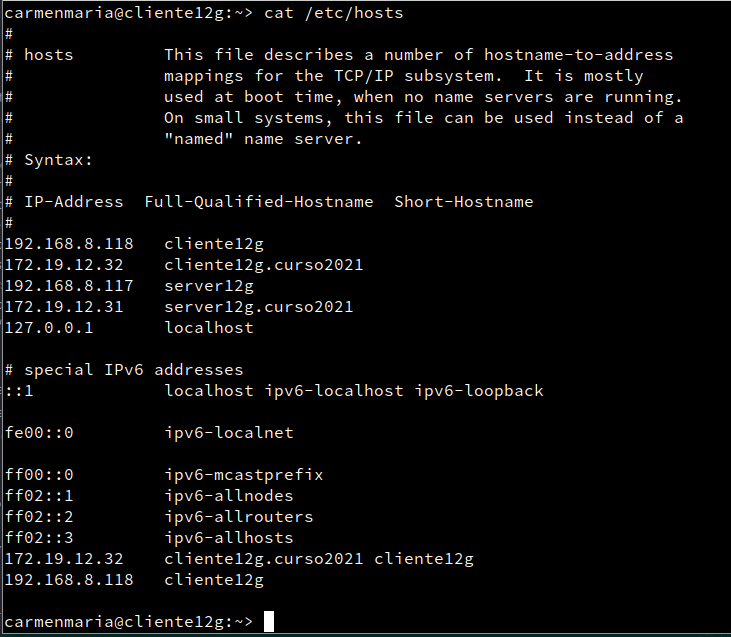 carmenmaria@cliente12g:~> cat /etc/hosts
#
# hosts         This file describes a number of hostname-to-address
#               mappings for the TCP/IP subsystem.  It is mostly
#               used at boot time, when no name servers are running.
#               On small systems, this file can be used instead of a
#               "named" name server.
# Syntax:
#
# IP-Address  Full-Qualified-Hostname  Short-Hostname
#
192.168.8.118   cliente12g
172.19.12.32    cliente12g.curso2021
192.168.8.117   server12g
172.19.12.31    server12g.curso2021
127.0.0.1       localhost

# special IPv6 addresses
::1             localhost ipv6-localhost ipv6-loopback

fe00::0         ipv6-localnet

ff00::0         ipv6-mcastprefix
ff02::1         ipv6-allnodes
ff02::2         ipv6-allrouters
ff02::3         ipv6-allhosts
172.19.12.32    cliente12g.curso2021 cliente12g
192.168.8.118   cliente12g

carmenmaria@cliente12g:~>